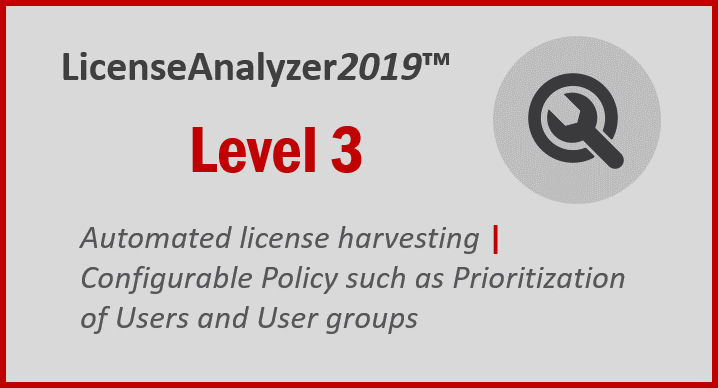 LicenseAnalyzer2019™
Level 3
Automated license harvesting |
Configurable Policy such as Prioritization
of Users and User groups